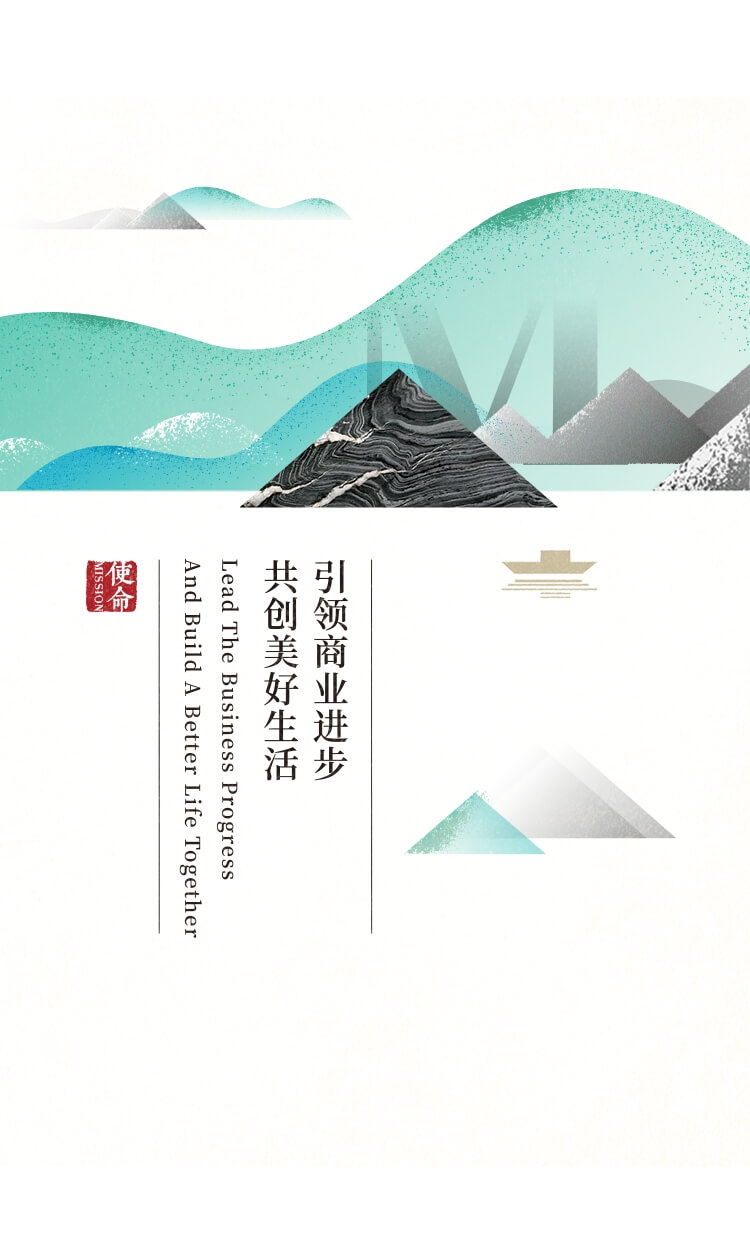 引领商业进步
共创美好生活
Lead The Business Progress
And Build A Better Life Together
使命
MISSION